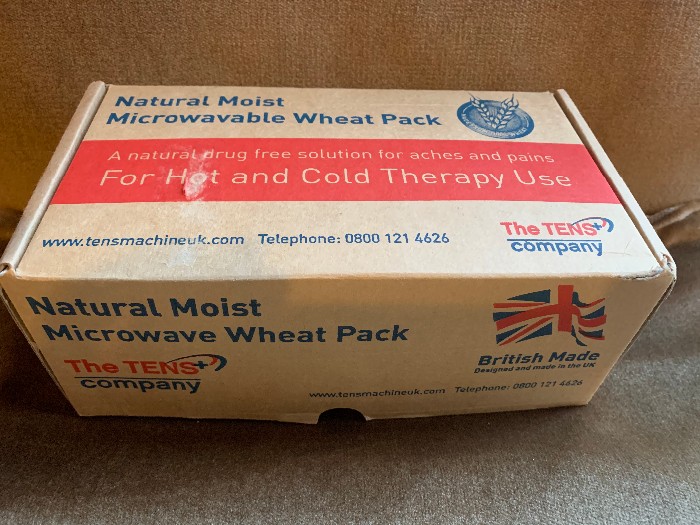 Natural Moist
Microwavable Wheat Pack
A natural drug free solution for aches and pains
For Hot and Cold Therapy Use
www.tensmachineuk.com Telephone: 0800 121 4626
The TENS+
company
Natural Moist
Microwave Wheat Pack
The TENS+
company
British Made
Designed and made in the UK
www.tensmachineuk.com Telephone: 0800 121 4626